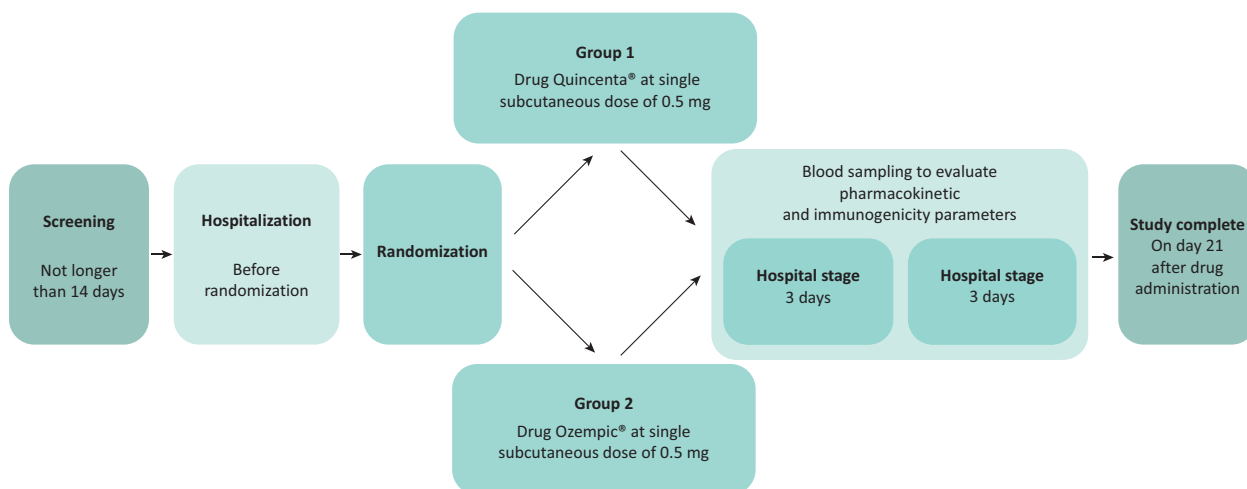 Group 1
Drug Quincenta® at single
subcutaneous dose of 0.5 mg
Screening
Not longer
than 14 days
Hospitalization
Before
randomization
Randomization
Blood sampling to evaluate
pharmacokinetic
and immunogenicity parameters
Hospital stage
3 days
Hospital stage
3 days
Study complete
On day 21
after drug
administration
Group 2
Drug Ozempic® at single
subcutaneous dose of 0.5 mg